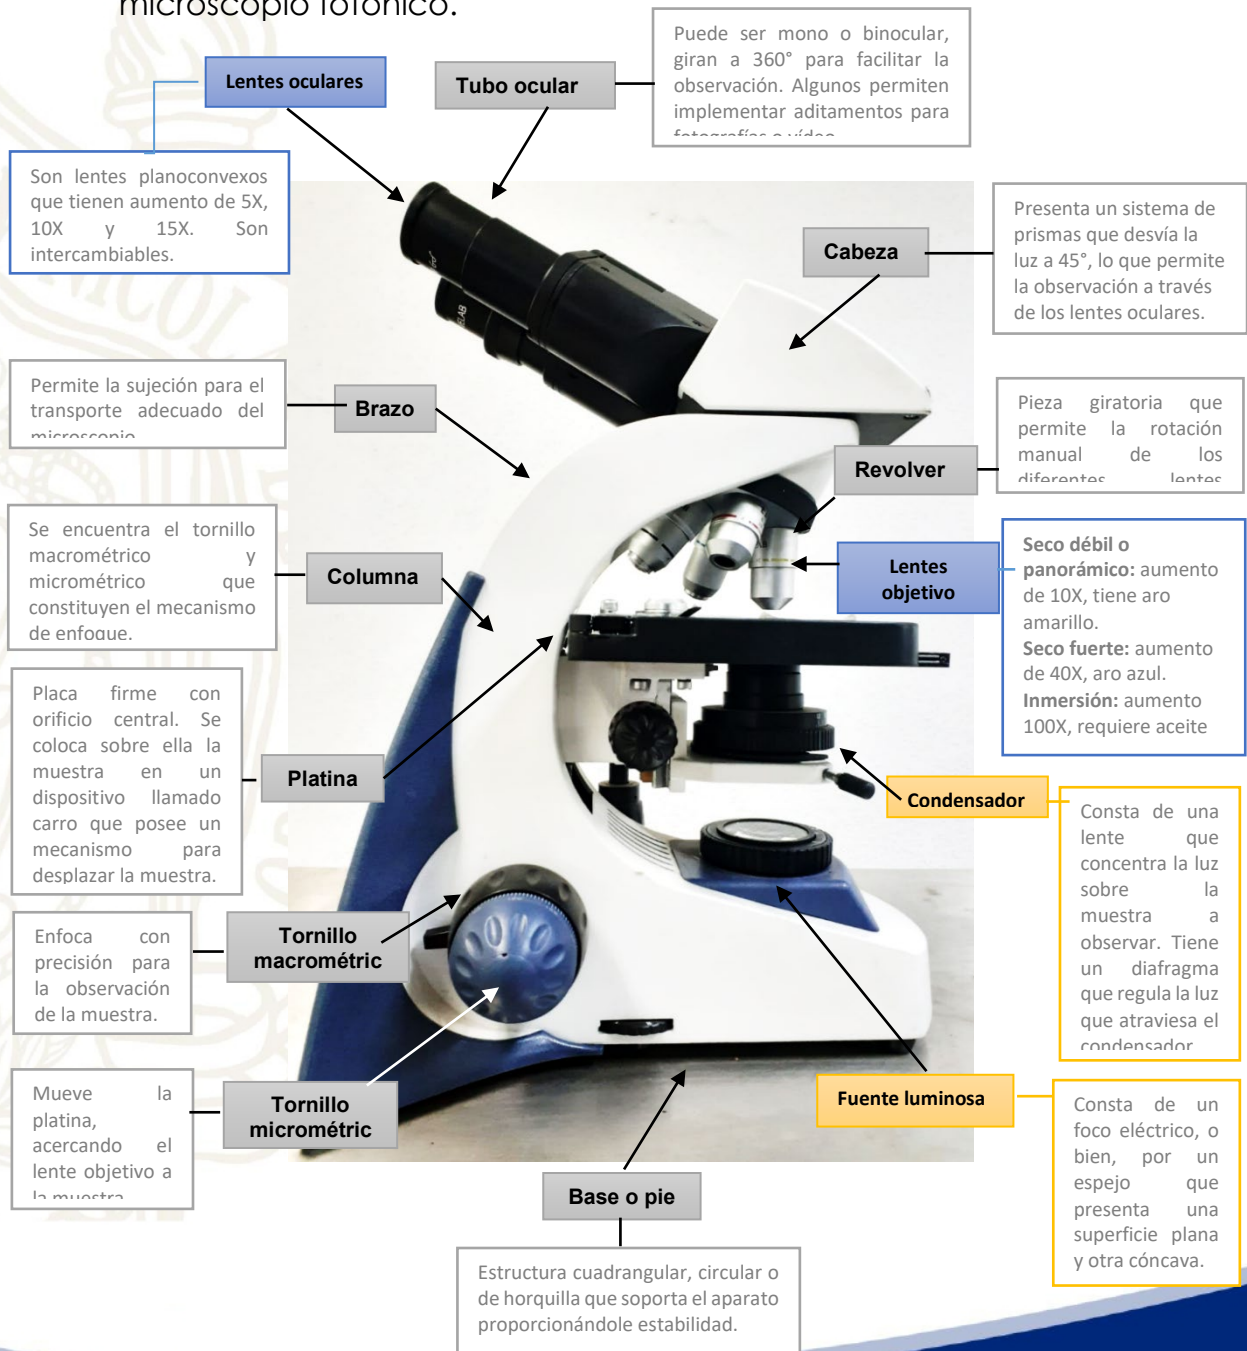 microscopio fotónico.
Lentes oculares
Tubo ocular
Puede ser mono o binocular,
giran a 360° para facilitar la
observación. Algunos permiten
implementar aditamentos para
fotografías o vídeo
Son lentes planoconvexos
que tienen aumento de 5X,
10X y 15X. Son
intercambiables.
Cabeza
Presenta un sistema de
prismas que desvía la
luz a 45°, lo que permite
la observación a través
de los lentes oculares.
Permite la sujeción para el
transporte adecuado del
microscopio
Brazo
Revolver
Pieza giratoria que
permite la rotación
manual de los
diferentes lentes
Se encuentra el tornillo
macrométrico y
micrométrico que
constituyen el mecanismo
de enfoque.
Columna
Lentes
objetivo
Seco débil o
panorámico: aumento
de 10X, tiene aro
amarillo.
Seco fuerte: aumento
de 40X, aro azul.
Inmersión: aumento
100X, requiere aceite
Placa firme con
orificio central. Se
coloca sobre ella la
muestra en un
dispositivo llamado
carro que posee un
mecanismo para
desplazar la muestra.
Platina
Condensador
Consta de una
lente que
concentra la luz
sobre la
muestra a
observar. Tiene
un diafragma
que regula la luz
que atraviesa el
condensador
Enfoca con
precisión para
la observación
de la muestra.
Tornillo
macrométric
Mueve la
platina,
acercando el
lente objetivo a
la muestra
Tornillo
micrométric
Fuente luminosa
Consta de un
foco eléctrico, o
bien, por un
espejo que
presenta una
superficie plana
y otra cóncava.
Base o pie
Estructura cuadrangular, circular o
de horquilla que soporta el aparato
proporcionándole estabilidad.